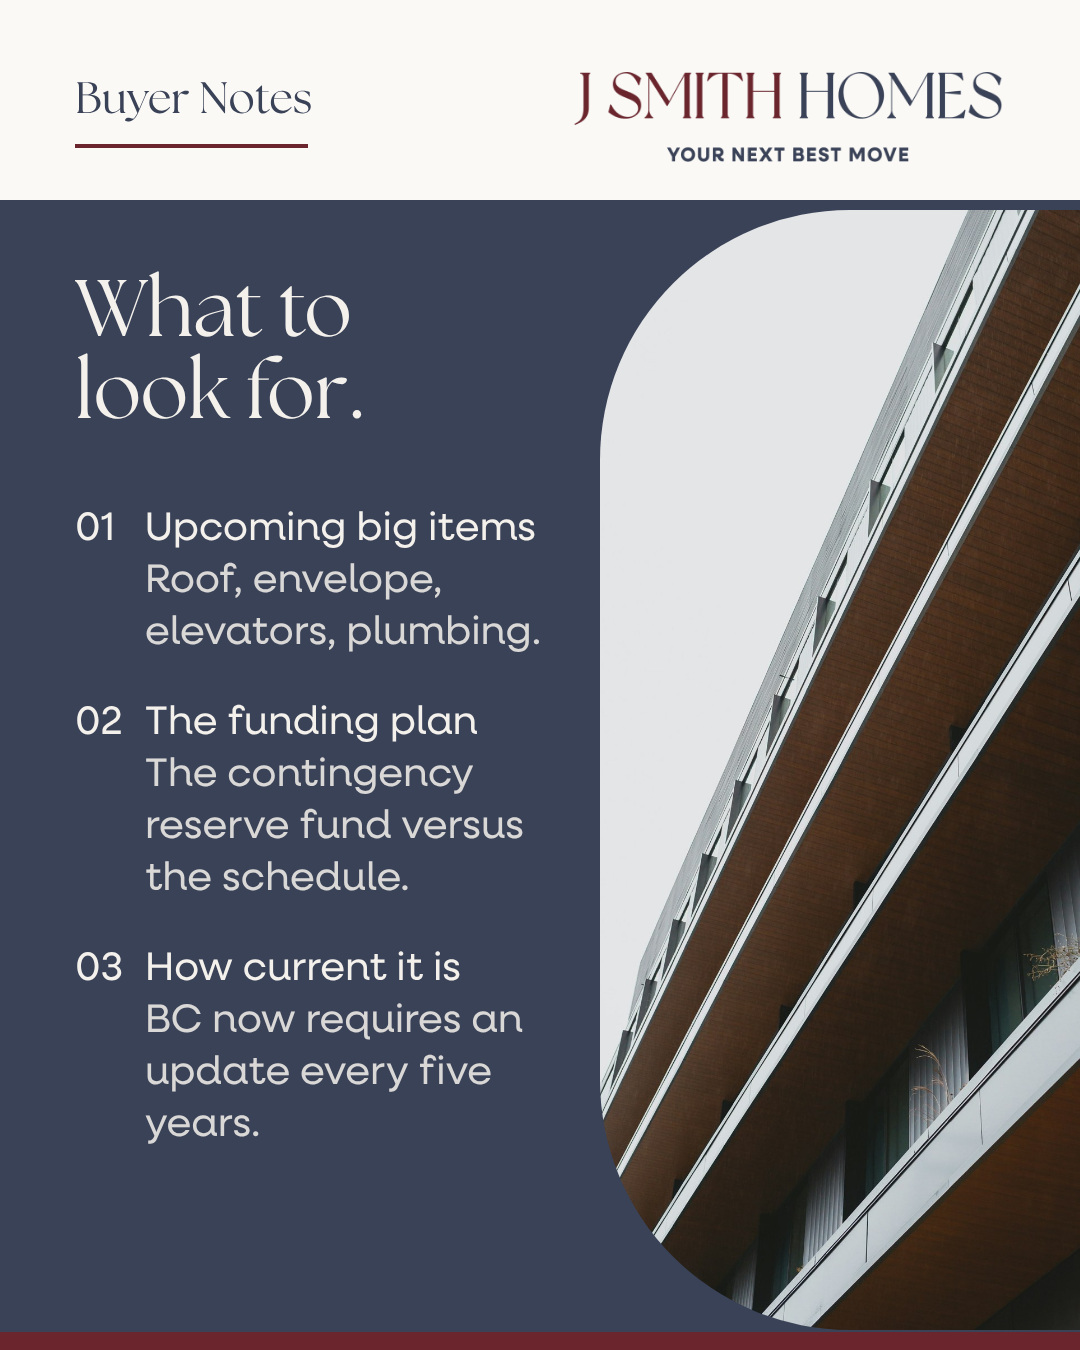 Buyer Notes
J SMITH HOMES
YOUR NEXT BEST MOVE
What to
look for.
01 Upcoming big items
Roof, envelope,
elevators, plumbing.
02 The funding plan
The contingency
reserve fund versus
the schedule.
03 How current it is
BC now requires an
update every five
years.